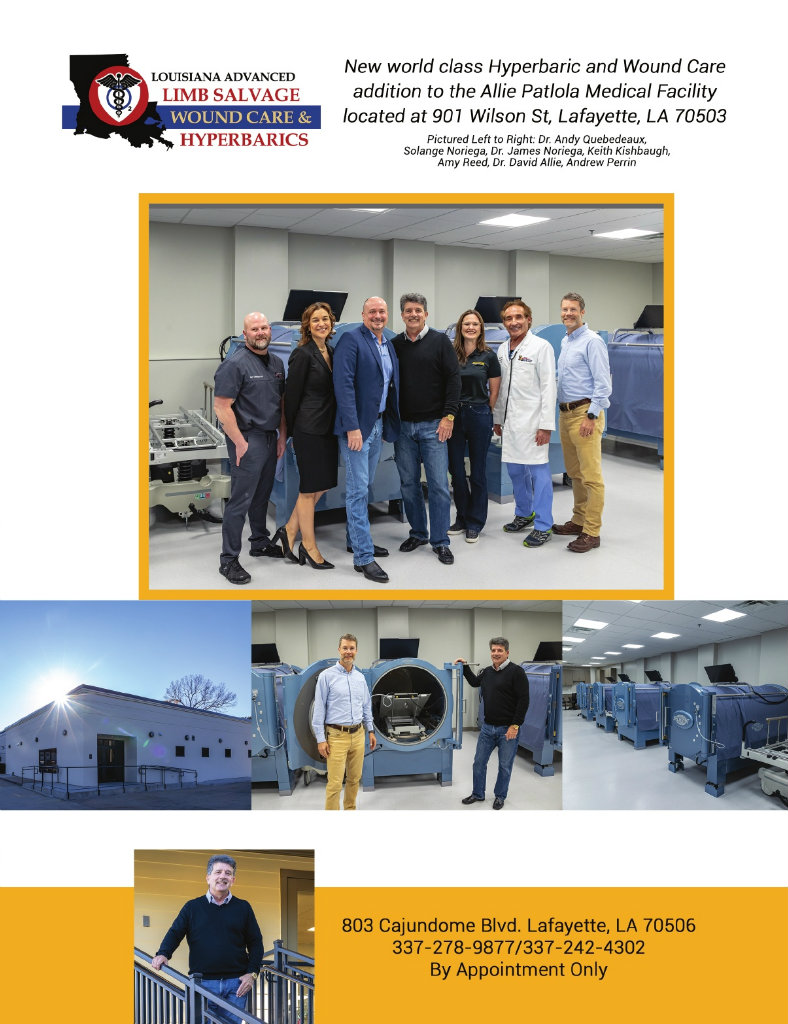 LOUISIANA ADVANCED
LIMB SALVAGE
WOUND CARE &
HYPERBARICS
2
New world class Hyperbaric and Wound Care
addition to the Allie Patlola Medical Facility
located at 901 Wilson St, Lafayette, LA 70503
Pictured Left to Right: Dr. Andy Quebedeaux,
Solange Noriega, Dr. James Noriega, Keith Kishbaugh,
Amy Reed, Dr. David Allie, Andrew Perrin
803 Cajundome Blvd. Lafayette, LA 70506
337-278-9877/337-242-4302
By Appointment Only